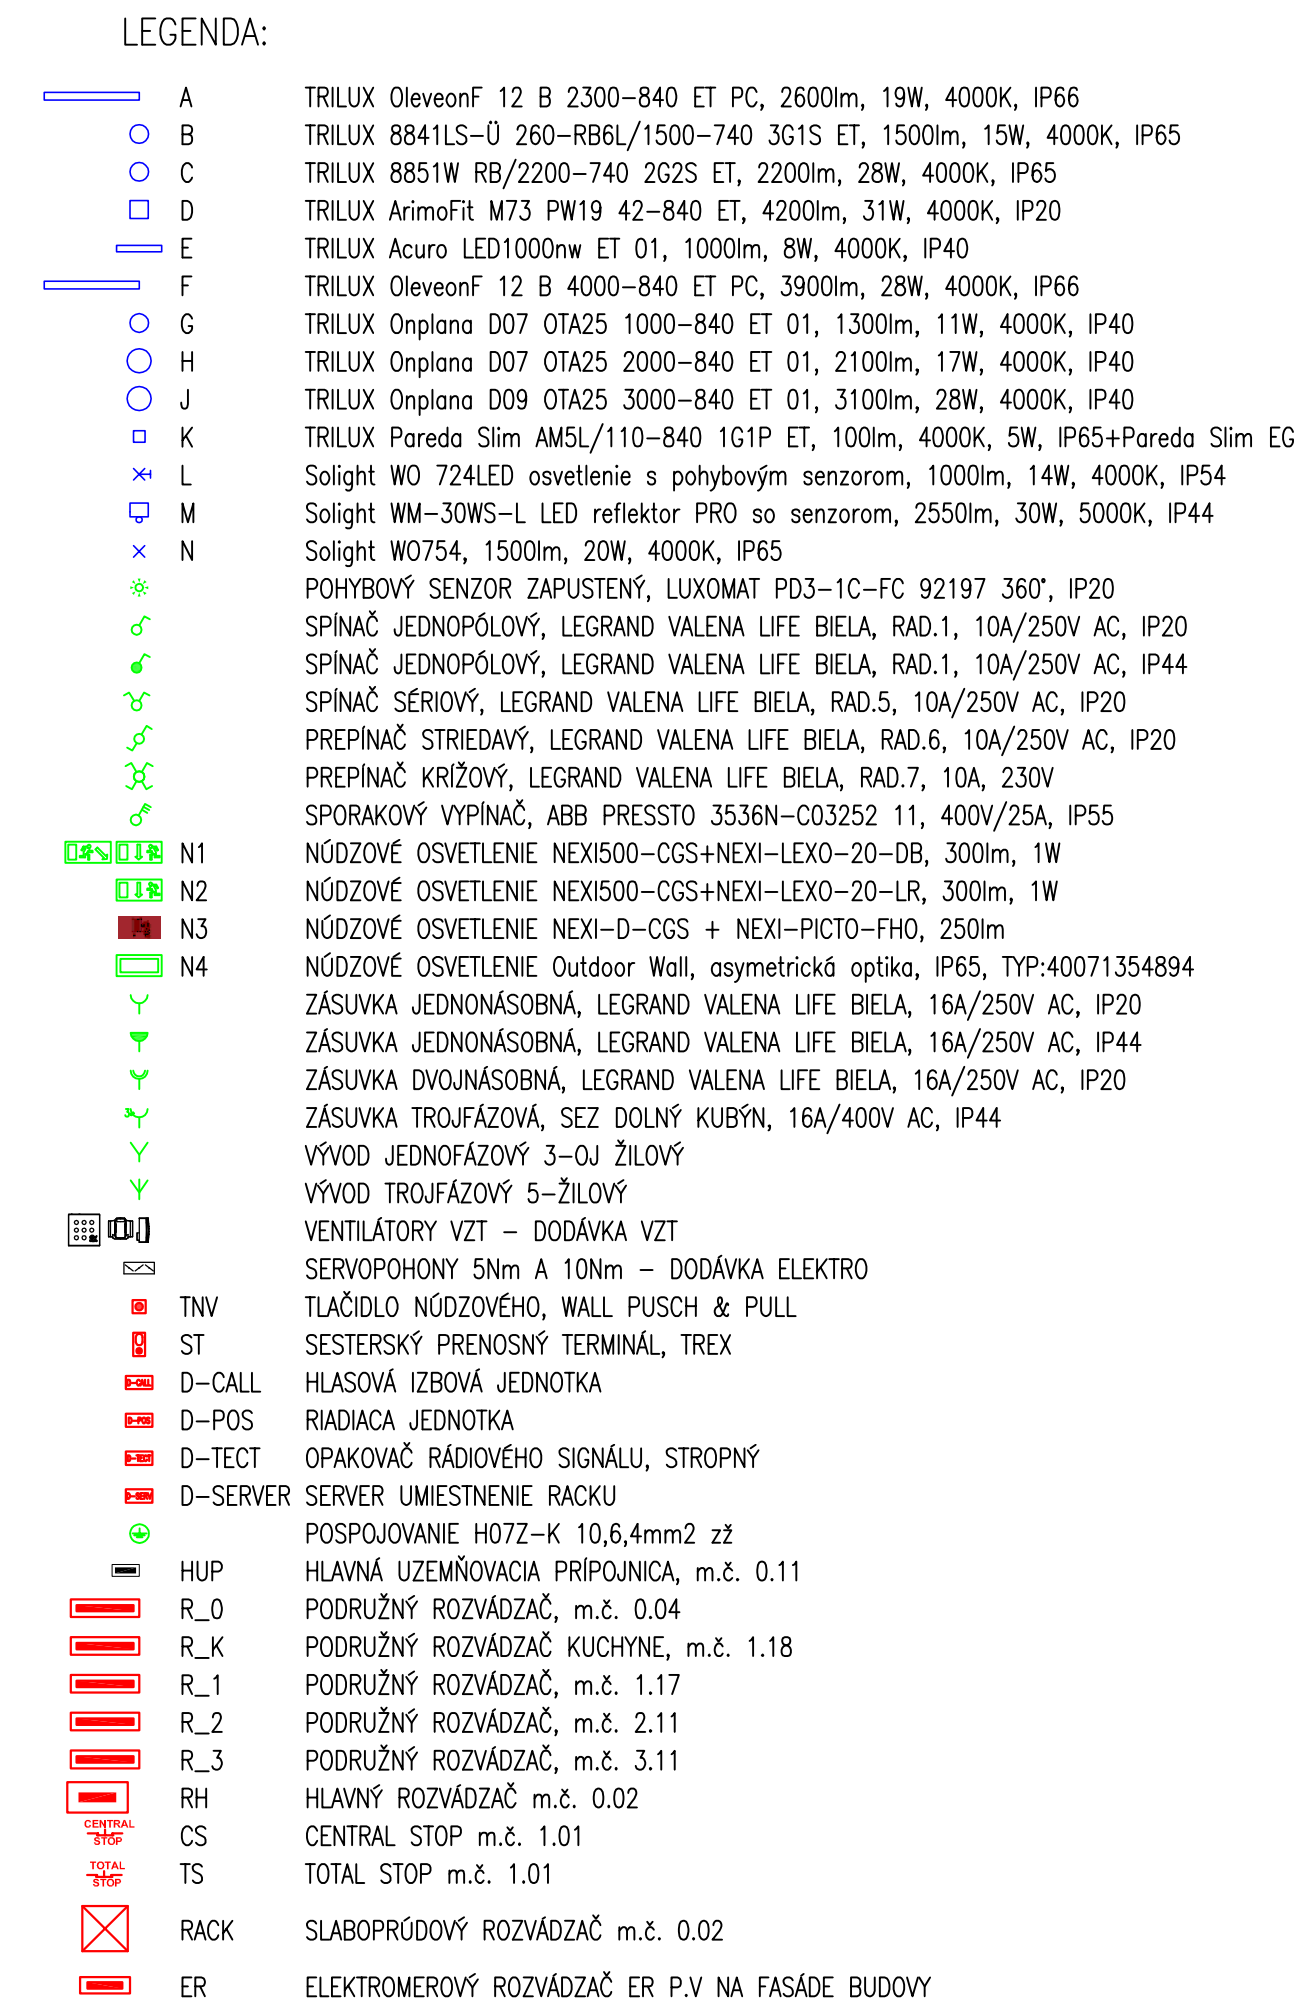 LEGENDA:
A TRILUX OleveonF 12 B 2300-840 ET PC, 2600lm, 19W, 4000K, IP66
B TRILUX 8841LS-Ü 260-RB6L/1500-740 3G1S ET, 1500lm, 15W, 4000K, IP65
C TRILUX 8851W RB/2200-740 2G2S ET, 2200lm, 28W, 4000K, IP65
D TRILUX ArimoFit M73 PW19 42-840 ET, 4200lm, 31W, 4000K, IP20
E TRILUX Acuro LED1000nw ET 01, 1000lm, 8W, 4000K, IP40
F TRILUX OleveonF 12 B 4000-840 ET PC, 3900lm, 28W, 4000K, IP66
G TRILUX Onplana D07 OTA25 1000-840 ET 01, 1300lm, 11W, 4000K, IP40
H TRILUX Onplana D07 OTA25 2000-840 ET 01, 2100lm, 17W, 4000K, IP40
J TRILUX Onplana D09 OTA25 3000-840 ET 01, 3100lm, 28W, 4000K, IP40
K TRILUX Pareda Slim AM5L/110-840 1G1P ET, 100lm, 4000K, 5W, IP65+Pareda Slim EG
L Solight WO 724LED osvetlenie s pohybovým senzorom, 1000lm, 14W, 4000K, IP54
M Solight WM-30WS-L LED reflektor PRO so senzorom, 2550lm, 30W, 5000K, IP44
N Solight WO754, 1500lm, 20W, 4000K, IP65
POHYBOVÝ SENZOR ZAPUSTENÝ, LUXOMAT PD3-1C-FC 92197 360°, IP20
SPÍNAČ JEDNOPÓLOVÝ, LEGRAND VALENA LIFE BIELA, RAD.1, 10A/250V AC, IP20
SPÍNAČ JEDNOPÓLOVÝ, LEGRAND VALENA LIFE BIELA, RAD.1, 10A/250V AC, IP44
SPÍNAČ SÉRIOVÝ, LEGRAND VALENA LIFE BIELA, RAD.5, 10A/250V AC, IP20
PREPÍNAČ STRIEDAVÝ, LEGRAND VALENA LIFE BIELA, RAD.6, 10A/250V AC, IP20
PREPÍNAČ KRÍŽOVÝ, LEGRAND VALENA LIFE BIELA, RAD.7, 10A, 230V
SPORAKOVÝ VYPÍNAČ, ABB PRESSTO 3536N-C03252 11, 400V/25A, IP55
N1 NÚDZOVÉ OSVETLENIE NEXI500-CGS+NEXI-LEXO-20-DB, 300lm, 1W
N2 NÚDZOVÉ OSVETLENIE NEXI500-CGS+NEXI-LEXO-20-LR, 300lm, 1W
N3 NÚDZOVÉ OSVETLENIE NEXI-D-CGS + NEXI-PICTO-FHO, 250lm
N4 NÚDZOVÉ OSVETLENIE Outdoor Wall, asymetrická optika, IP65, TYP:40071354894
ZÁSUVKA JEDNONÁSOBNÁ, LEGRAND VALENA LIFE BIELA, 16A/250V AC, IP20
ZÁSUVKA JEDNONÁSOBNÁ, LEGRAND VALENA LIFE BIELA, 16A/250V AC, IP44
ZÁSUVKA DVOJNÁSOBNÁ, LEGRAND VALENA LIFE BIELA, 16A/250V AC, IP20
ZÁSUVKA TROJFÁZOVÁ, SEZ DOLNÝ KUBÝN, 16A/400V AC, IP44
VÝVOD JEDNOFÁZOVÝ 3-OJ ŽILOVÝ
VÝVOD TROJFÁZOVÝ 5-ŽILOVÝ
VENTILÁTORY VZT - DODÁVKA VZT
SERVOPOHONY 5Nm A 10Nm - DODÁVKA ELEKTRO
TNV TLAČIDLO NÚDZOVÉHO, WALL PUSCH & PULL
ST SESTERSKÝ PRENOSNÝ TERMINÁL, TREX
D-CALL D-CALL HLASOVÁ IZBOVÁ JEDNOTKA
D-POS D-POS RIADIACA JEDNOTKA
D-TECT D-TECT OPAKOVAČ RÁDIOVÉHO SIGNÁLU, STROPNÝ
D-SERV D-SERVER SERVER UMIESTNENIE RACKU
POSPOJOVANIE H07Z-K 10,6,4mm2 zž
HUP HLAVNÁ UZEMŇOVACIA PRÍPOJNICA, m.č. 0.11
R_0 PODRUŽNÝ ROZVÁDZAČ, m.č. 0.04
R_K PODRUŽNÝ ROZVÁDZAČ KUCHYNE, m.č. 1.18
R_1 PODRUŽNÝ ROZVÁDZAČ, m.č. 1.17
R_2 PODRUŽNÝ ROZVÁDZAČ, m.č. 2.11
R_3 PODRUŽNÝ ROZVÁDZAČ, m.č. 3.11
RH HLAVNÝ ROZVÁDZAČ m.č. 0.02
CENTRAL
STOP
CS CENTRAL STOP m.č. 1.01
TOTAL
STOP
TS TOTAL STOP m.č. 1.01
RACK SLABOPRÚDOVÝ ROZVÁDZAČ m.č. 0.02
ER ELEKTROMEROVÝ ROZVÁDZAČ ER P.V NA FASÁDE BUDOVY